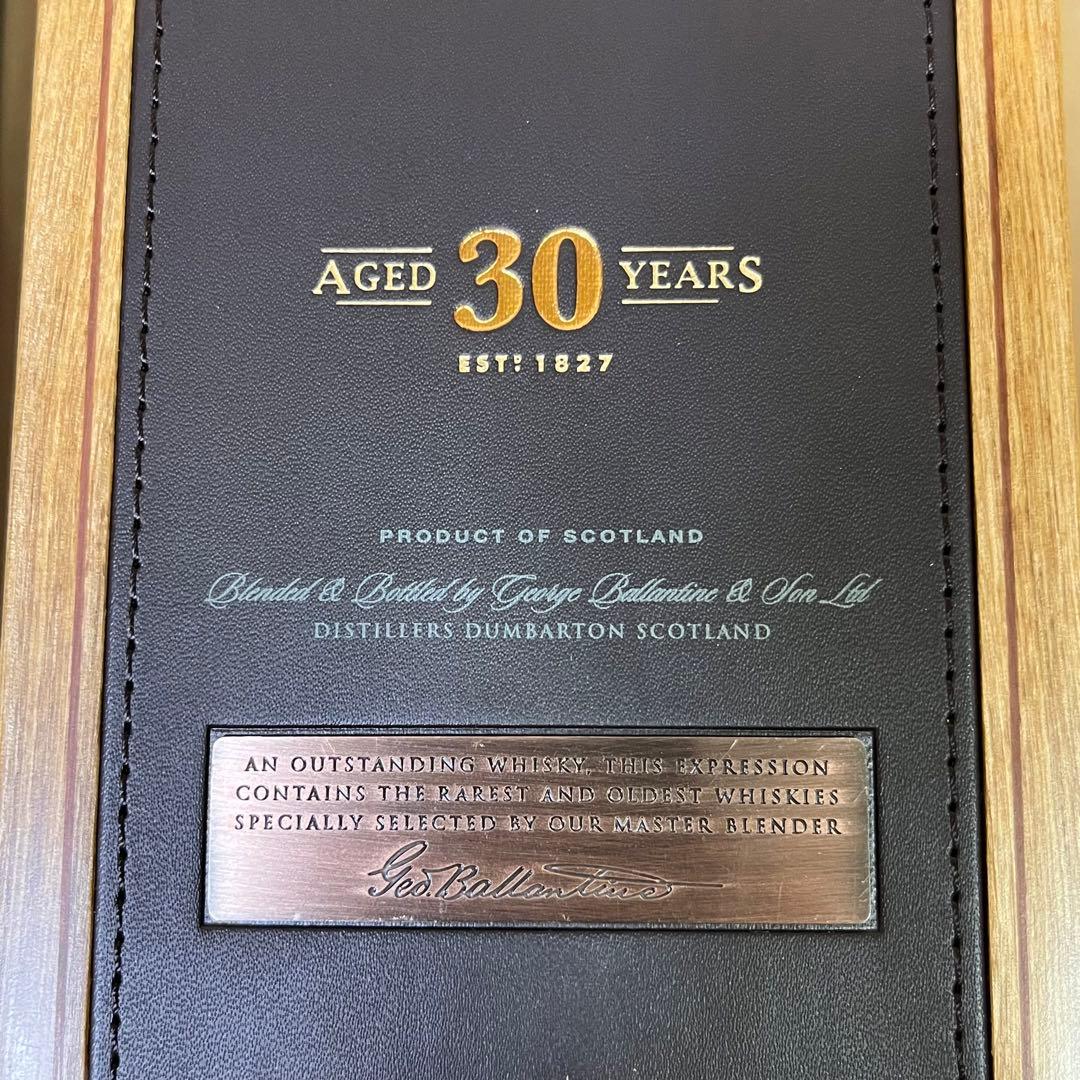 AGED 30 YEARS
ESTD 1827
PRODUCT OF SCOTLAND
Blended & Bottled by George Ballantine & Son Ltd
DISTILLERS DUMBARTON SCOTLAND
AN OUTSTANDING WHISKY, THIS EXPRESSION
CONTAINS THE RAREST AND OLDEST WHISKIES
SPECIALLY SELECTED BY OUR MASTER BLENDER
Geo. Ballantine